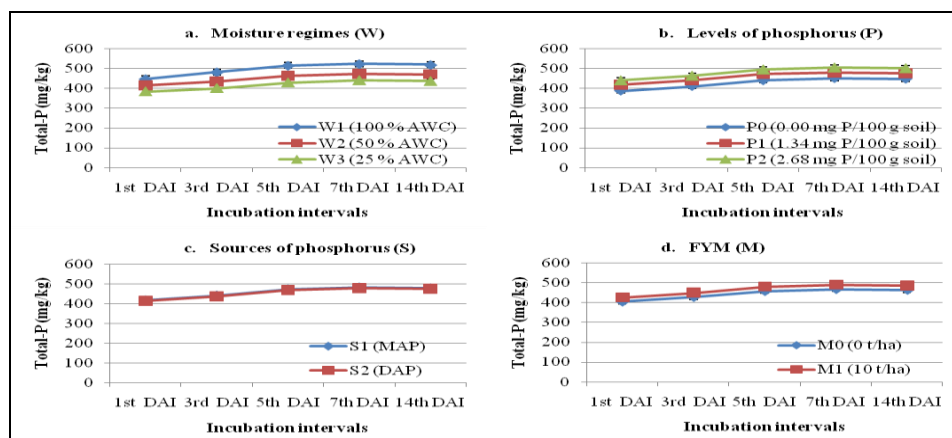 a. Moisture regimes (W)
Total-P (mg/kg)
600
500
400
300
200
100
0
W1 (100 % AWC)
W2 (50 % AWC)
W3 (25 % AWC)
1st DAI 3rd DAI 5th DAI 7th DAI 14th DAI
Incubation intervals
b. Levels of phosphorus (P)
Total-P (mg/kg)
600
500
400
300
200
100
0
P0 (0.00 mg P/100 g soil)
P1 (1.34 mg P/100 g soil)
P2 (2.68 mg P/100 g soil)
1st DAI 3rd DAI 5th DAI 7th DAI 14th DAI
Incubation intervals
c. Sources of phosphorus (S)
Total-P (mg/kg)
600
500
400
300
200
100
0
S1 (MAP)
S2 (DAP)
1st DAI 3rd DAI 5th DAI 7th DAI 14th DAI
Incubation intervals
d. FYM (M)
Total-P (mg/kg)
600
500
400
300
200
100
0
M0 (0 t/ha)
M1 (10 t/ha)
1st DAI 3rd DAI 5th DAI 7th DAI 14th DAI
Incubation intervals